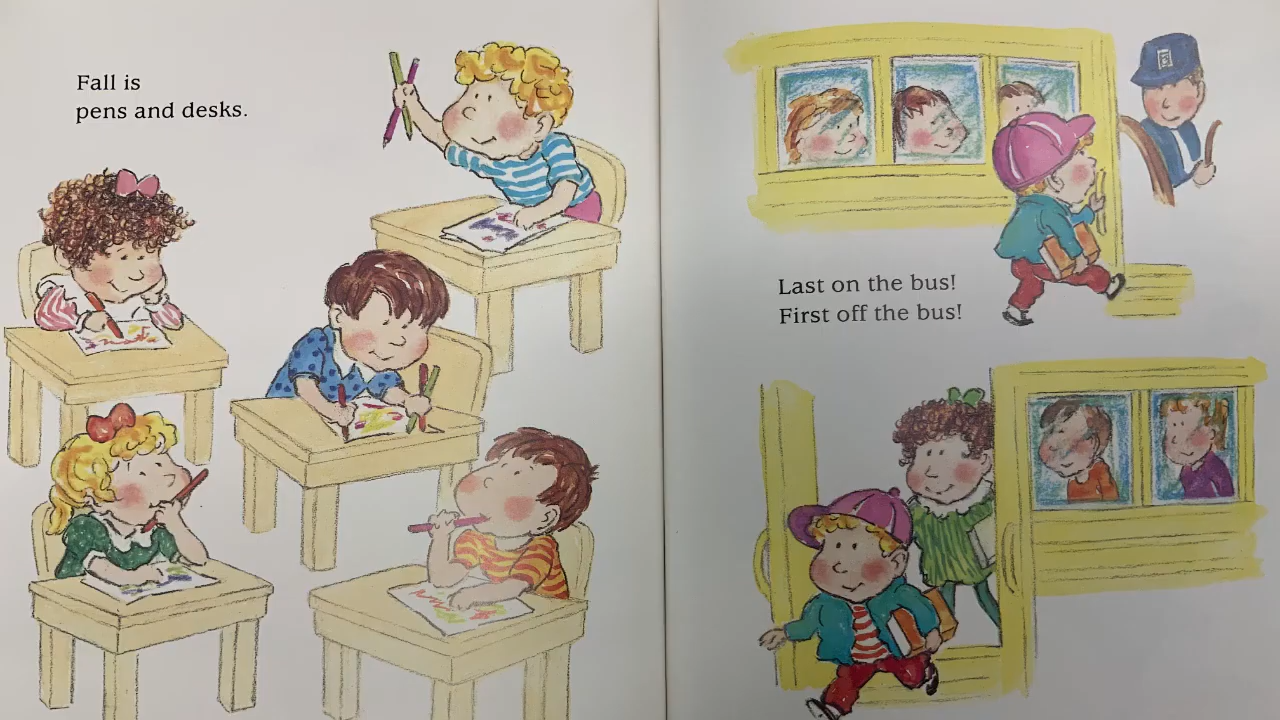 Fall is
pens and desks.
Last on the bus!
First off the bus!